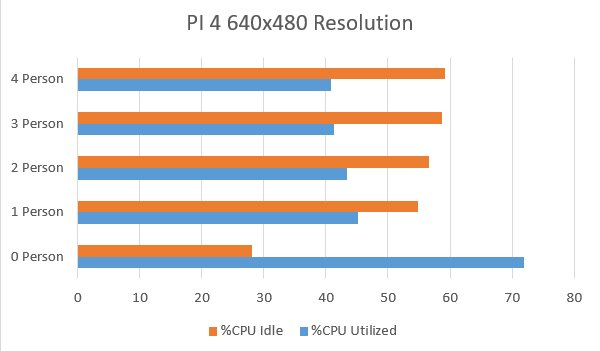 PI 4 640x480 Resolution
4 Person
3 Person
2 Person
1 Person
0 Person
0 10 20 30 40 50 60 70 80
%CPU Idle %CPU Utilized